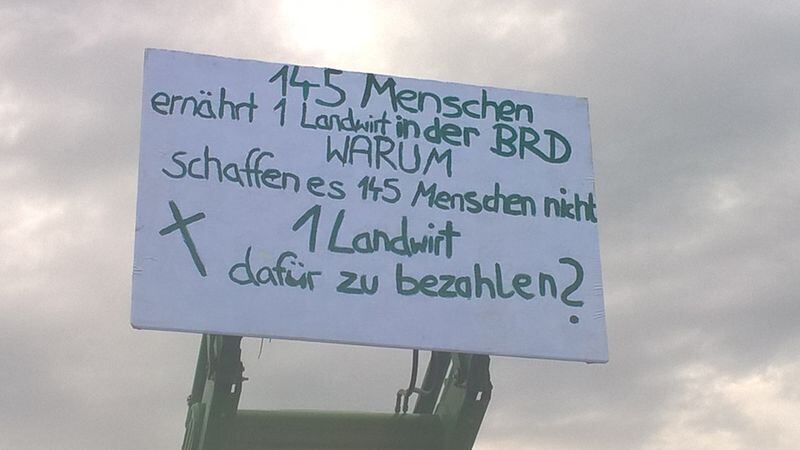 145 Menschen
ernährt 1 Landwirt in der BRD
WARUM
schaffen es 145 Menschen nicht
1 Landwirt
dafür zu bezahlen?